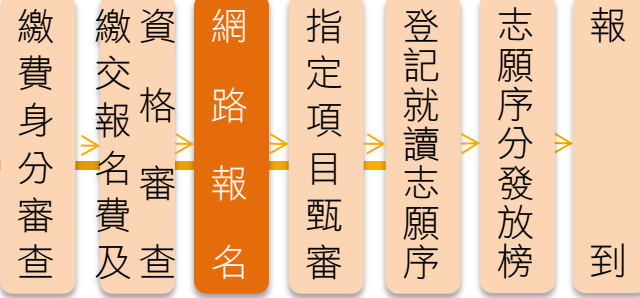 繳費身分審查
繳交報名費及
資格審查
網路報名
指定項目甄審
登記就讀志願序
志願序分發放榜
報到